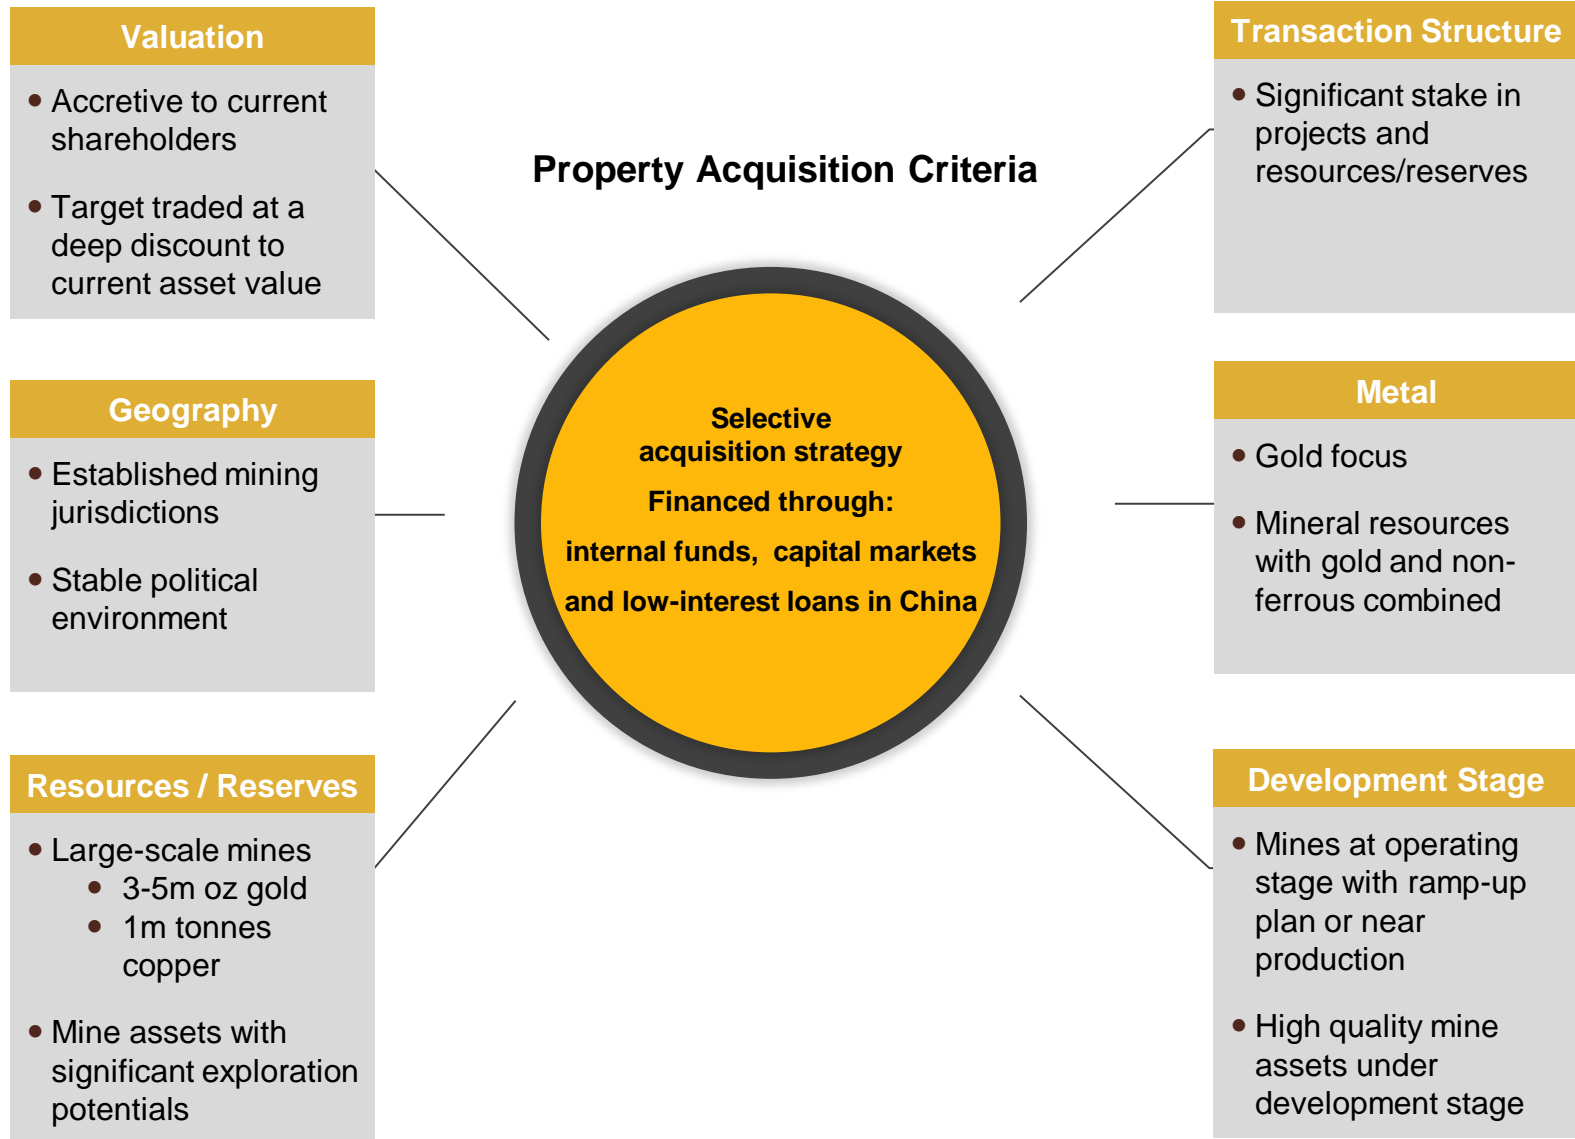 Valuation
• Accretive to current
shareholders
• Target traded at a
deep discount to
current asset value
Geography
• Established mining
jurisdictions
• Stable political
environment
Resources / Reserves
• Large-scale mines
• 3-5m oz gold
• 1m tonnes
copper
• Mine assets with
significant exploration
potentials
Property Acquisition Criteria
Selective
acquisition strategy
Financed through:
internal funds,  capital markets
and low-interest loans in China
Transaction Structure
• Significant stake in
projects and
resources/reserves
Metal
• Gold focus
• Mineral resources
with gold and non-
ferrous combined
Development Stage
• Mines at operating
stage with ramp-up
plan or near
production
• High quality mine
assets under
development stage